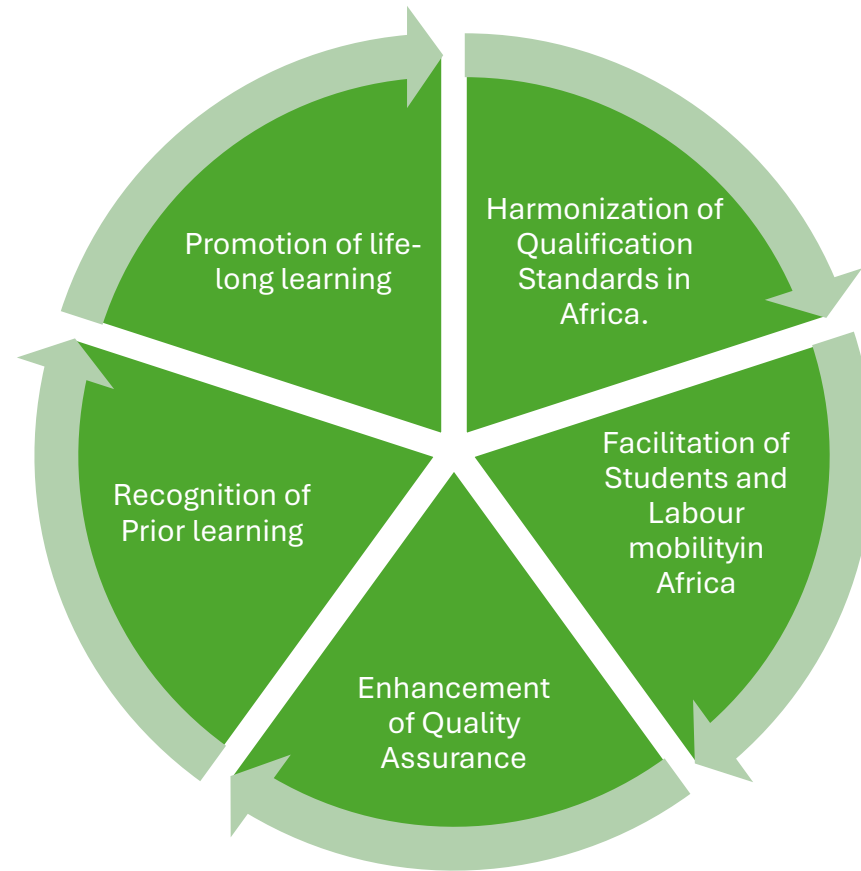 Harmonization of
Qualification
Standards in
Africa.
Facilitation of
Students and
Labour
mobilityin
Africa
Enhancement
of Quality
Assurance
Recognition of
Prior learning
Promotion of life-
long learning